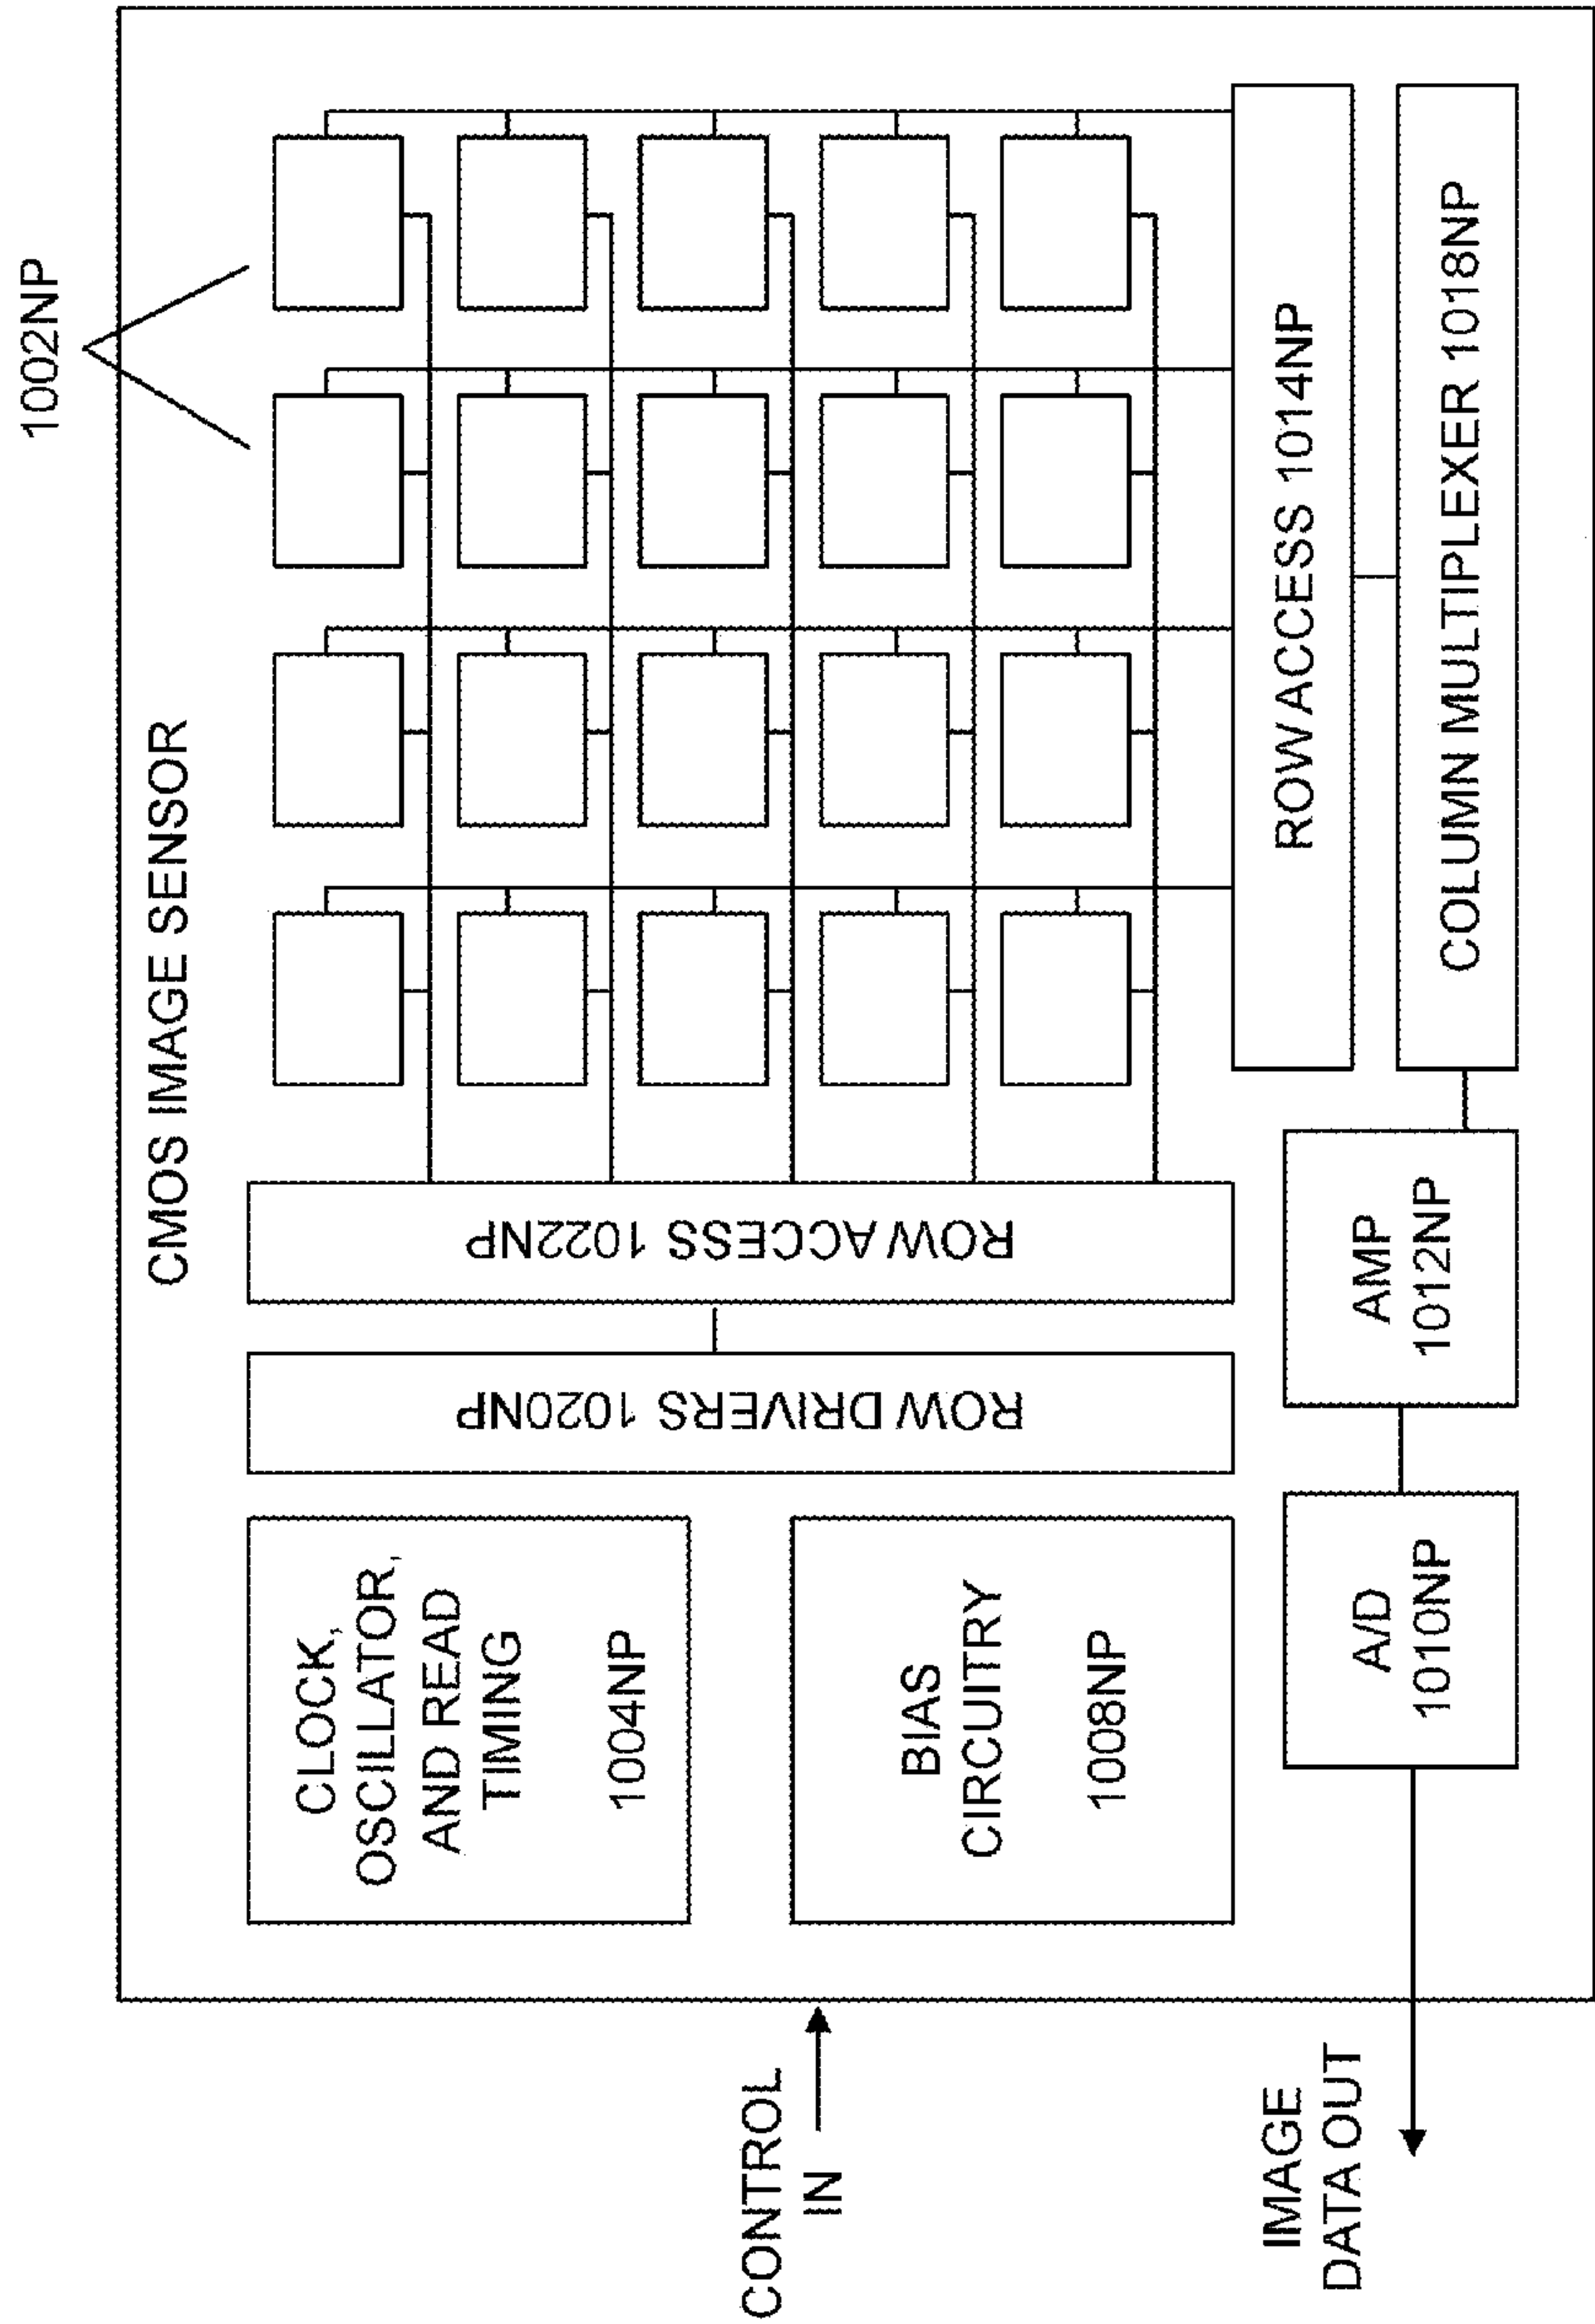 1002NP
CMOS IMAGE SENSOR
CLOCK,
OSCILLATOR,
AND READ
TIMING
1004NP
BIAS
CIRCUITRY
1008NP
ROW DRIVERS 1020NP
ROW ACCESS 1022NP
CONTROL
IN
IMAGE
DATA OUT
A/D
1010NP
AMP
1012NP
ROW ACCESS 1014NP
COLUMN MULTIPLEXER 1018NP